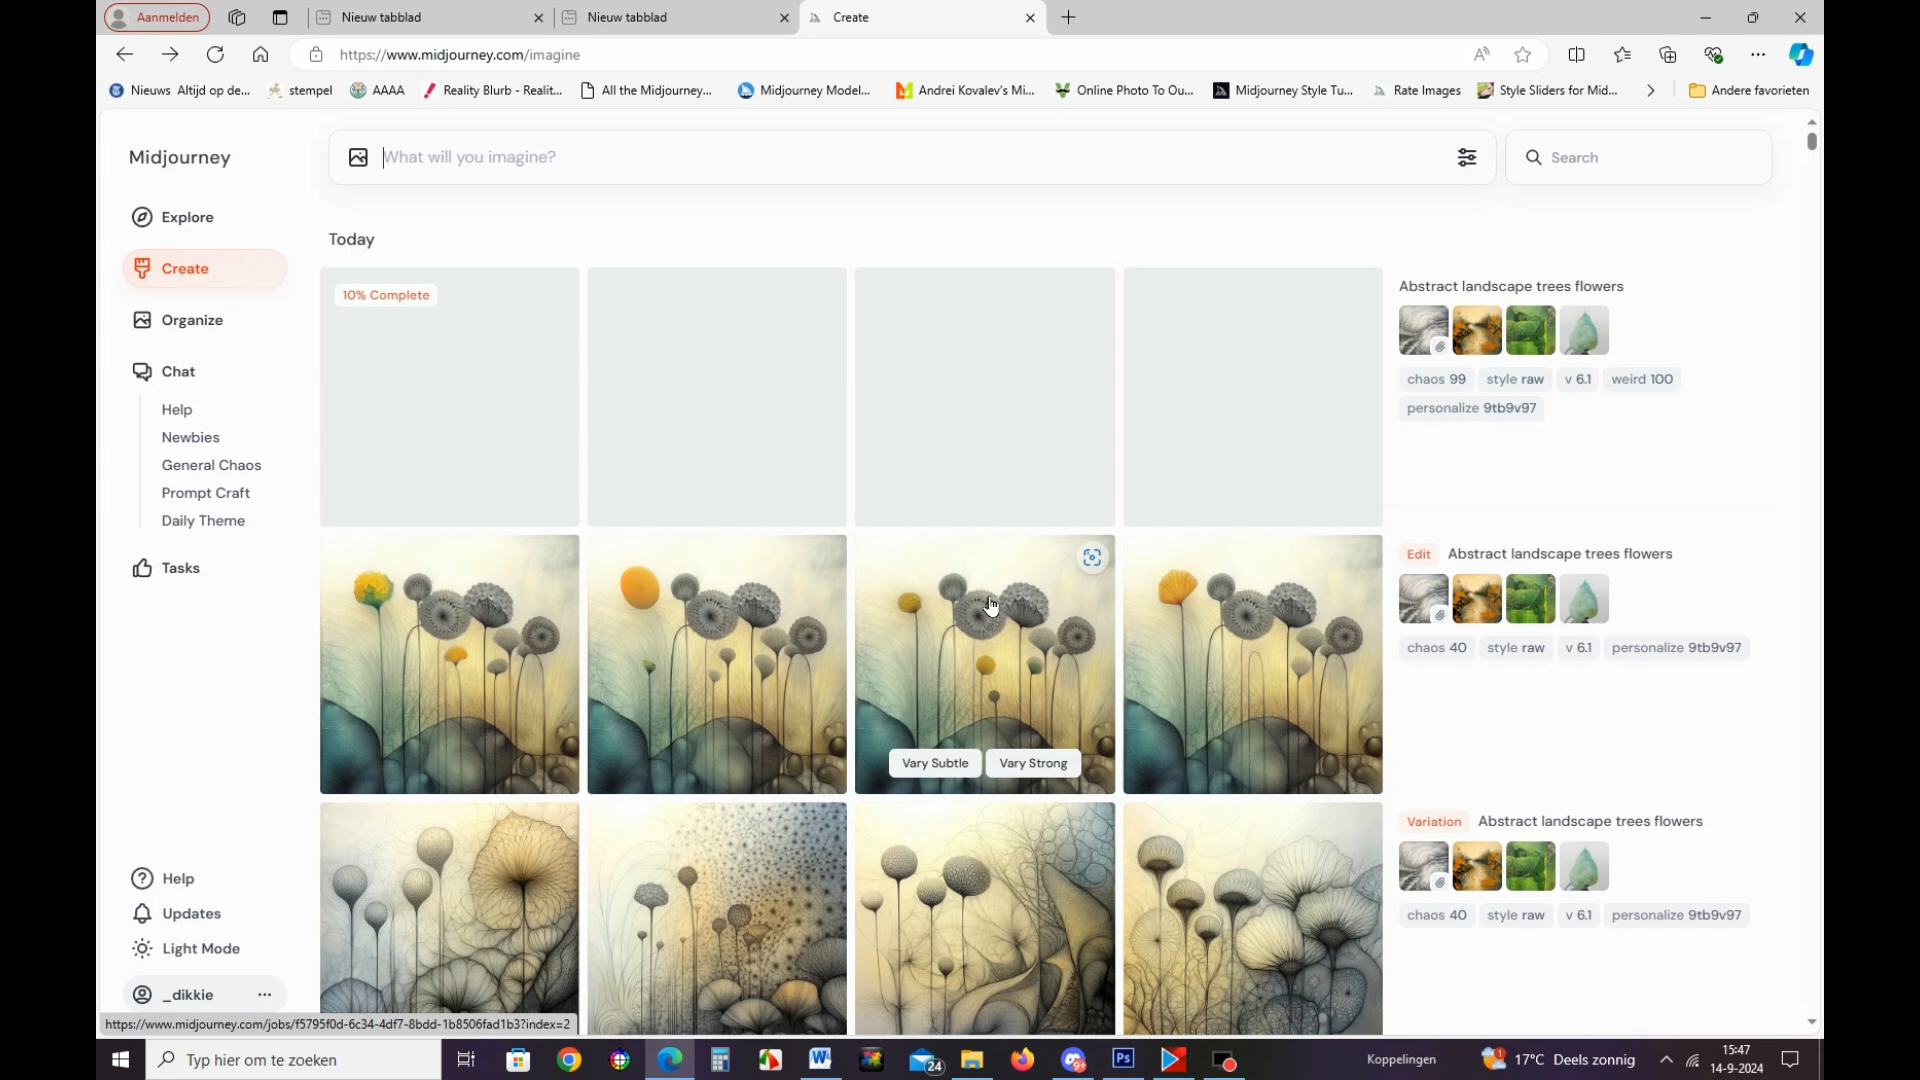 Aanmelden
Nieuw tabblad
Nieuw tabblad
Create
https://www.midjourney.com/imagine
Nieuws Altijd op de...
stempel
AAAA
Reality Blurb - Realit...
All the Midjourney...
Midjourney Model...
Andrei Kovalev's Mi...
Online Photo To Ou...
Midjourney Style Tu...
Rate Images
Style Sliders for Mid...
Andere favorieten
Midjourney
What will you imagine?
Search
Explore
Create
Organize
Chat
Help
Newbies
General Chaos
Prompt Craft
Daily Theme
Tasks
Today
10% Complete
Abstract landscape trees flowers
chaos 99 style raw v 6.1 weird 100
personalize 9tb9v97
Vary Subtle
Vary Strong
Edit Abstract landscape trees flowers
chaos 40 style raw v 6.1 personalize 9tb9v97
Variation Abstract landscape trees flowers
chaos 40 style raw v 6.1 personalize 9tb9v97
Help
Updates
Light Mode
_dikkie
https://www.midjourney.com/jobs/f5795f0d-6c34-4df7-8bdd-1b8506fad1b3?index=2
Typ hier om te zoeken
W
24
9+
Ps
Koppelingen
1
17°C Deels zonnig
15:47
14-9-2024